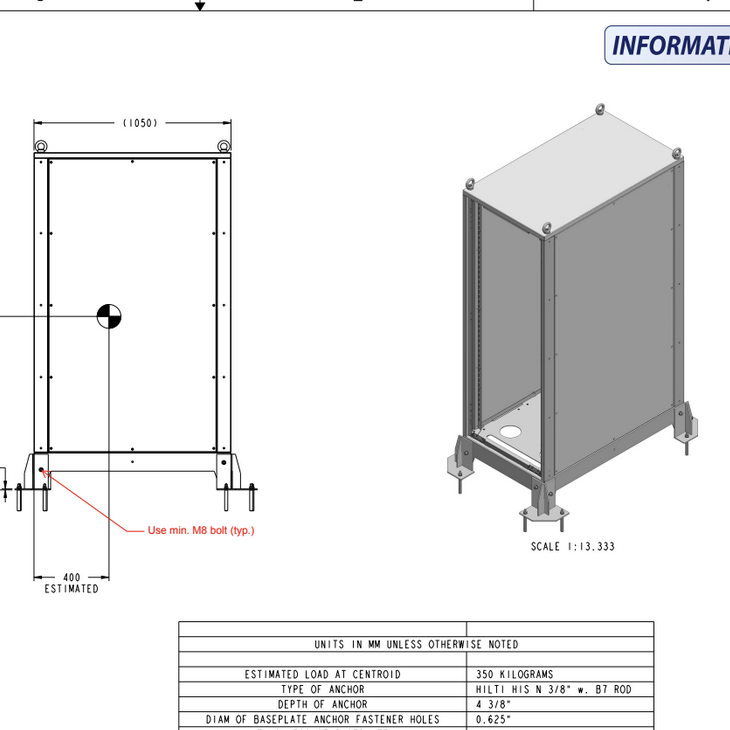 INFORMATI
(1050)
Use min. M8 bolt (typ.)
SCALE 1:13.333
400
ESTIMATED
UNITS IN MM UNLESS OTHERWISE NOTED
ESTIMATED LOAD AT CENTROID 350 KILOGRAMS
TYPE OF ANCHOR HILTI HIS N 3/8" w. B7 ROD
DEPTH OF ANCHOR 4 3/8"
DIAM OF BASEPLATE ANCHOR FASTENER HOLES 0.625"